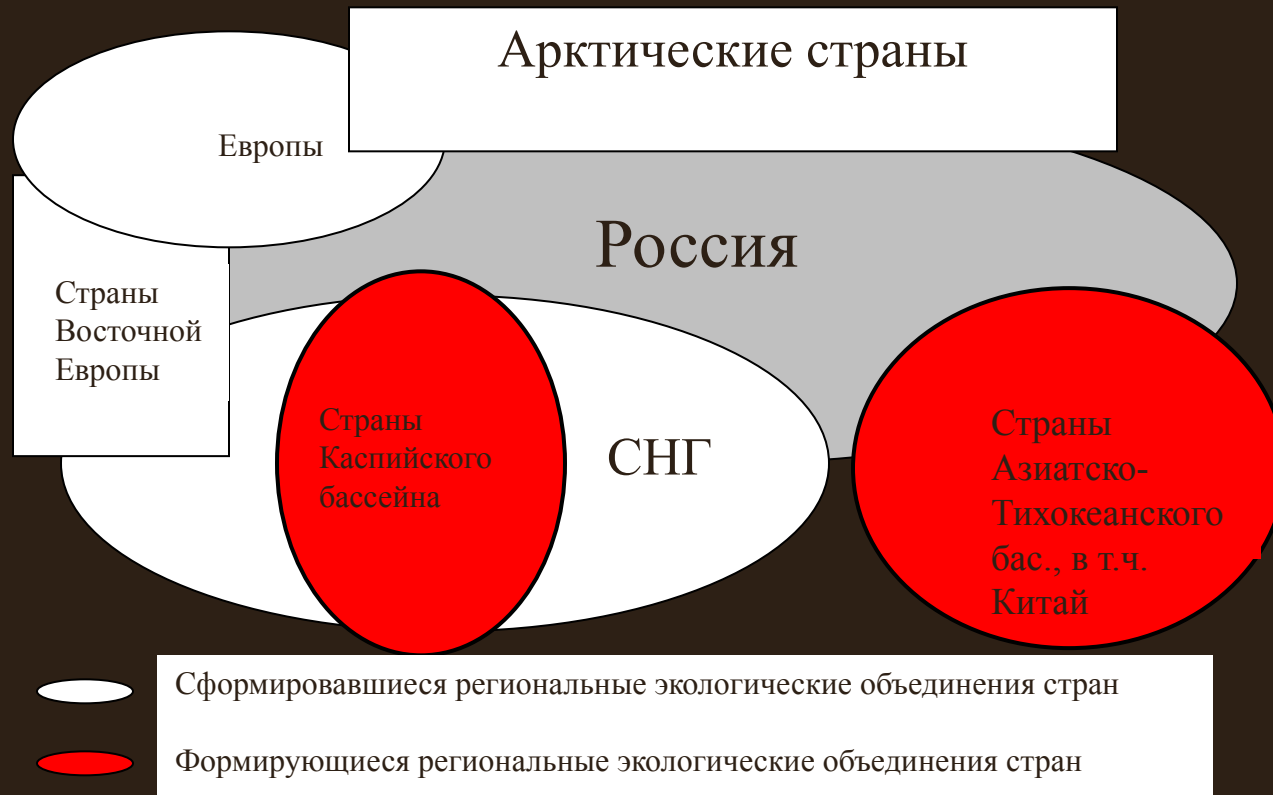 Арктические страны
Европы
Россия
Страны
Восточной
Европы
Страны
Каспийского
бассейна
СНГ
Страны
Азиатско-
Тихокеанского
бас., в т.ч.
Китай
Сформировавшиеся региональные экологические объединения стран
Формирующиеся региональные экологические объединения стран